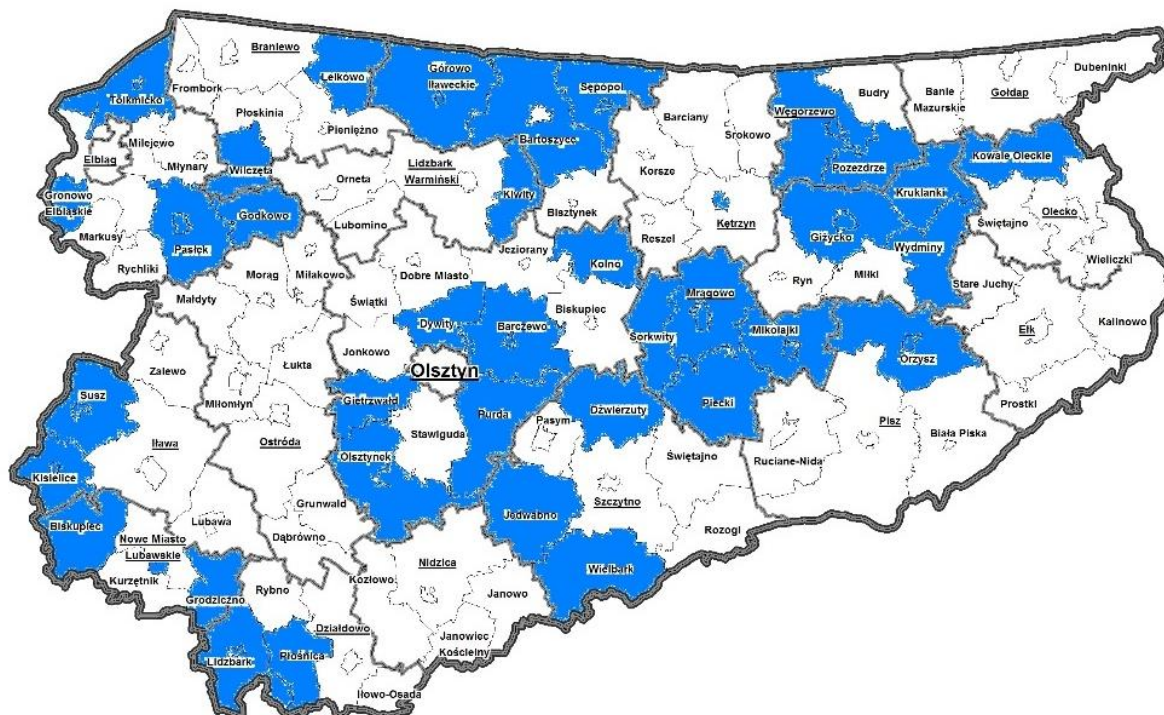 Braniewo
Lelkowo
Górowo
Iławeckie
Sępopol
Frombork
Tolkmicko
Płoskinia
Pieniężno
Bartoszyce
Barciany
Srokowo
Węgorzewo
Budry
Banie
Mazurskie
Gołdap
Dubeninki
Elbląg
Milejewo
Młynary
Wilczęta
Orneta
Lidzbark
Warmiński
Kiwity
Bisztynek
Korsze
Reszel
Kętrzyn
Pozezdrze
Kruklanki
Kowale Oleckie
Gronowo
Elbląskie
Markusy
Rychliki
Pasłęk
Godkowo
Lubomino
Giżycko
Wydminy
Świętajno
Olecko
Wieliczki
Małdyty
Morąg
Miłakowo
Świątki
Dobre Miasto
Jeziorany
Kolno
Biskupiec
Mrągowo
Ryn
Miłki
Stare Juchy
Ełk
Kalinowo
Zalewo
Miłomłyn
Łukta
Jonkowo
Dywity
Barczewo
Olsztyn
Sorkwity
Mikołajki
Orzysz
Prostki
Susz
Iława
Ostróda
Gietrzwałd
Stawiguda
Purda
Pasym
Dźwierzuty
Piecki
Pisz
Biała Piska
Ruciane-Nida
Kisielice
Biskupiec
Nowe Miasto
Lubawskie
Kurzętnik
Lubawa
Grunwald
Dąbrówno
Olsztynek
Jedwabno
Szczytno
Świętajno
Rozogi
Wielbark
Grodziczno
Rybno
Działdowo
Kozłowo
Nidzica
Janowo
Janowiec
Kościelny
Lidzbark
Płośnica
Iłowo-Osada